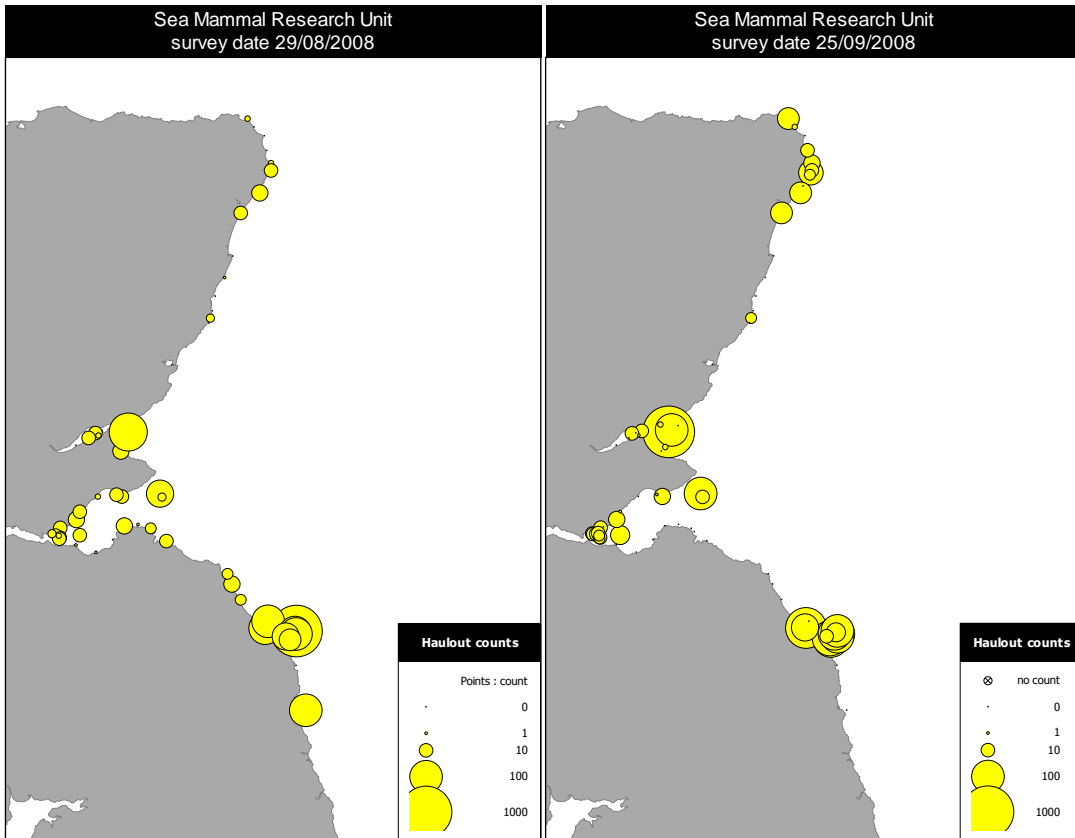 Sea Mammal Research Unit
survey date 29/08/2008
Haulout counts
Points : count
0
1
10
100
1000
Sea Mammal Research Unit
survey date 25/09/2008
Haulout counts
no count
0
1
10
100
1000